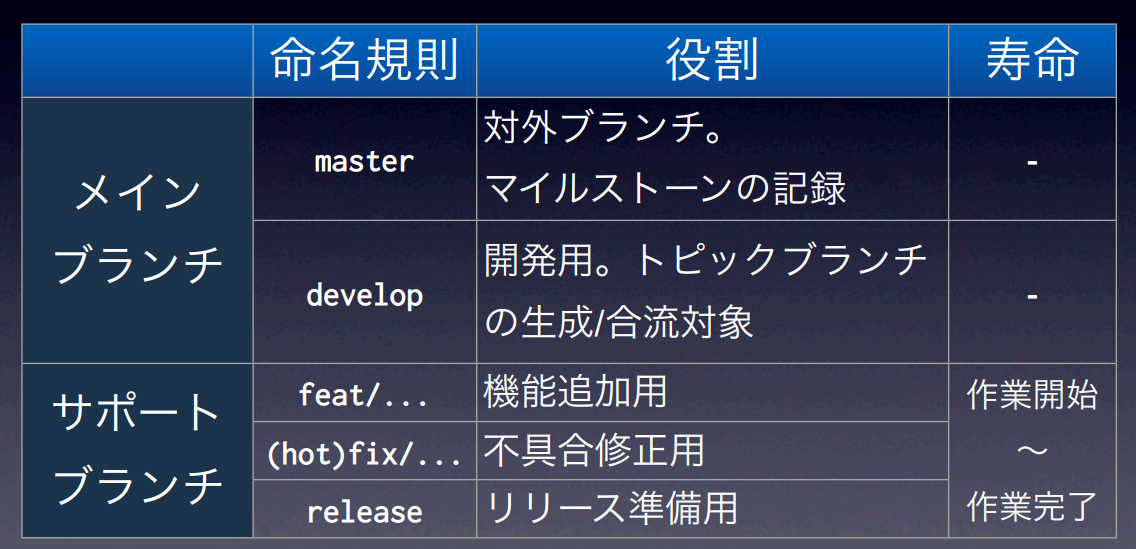 命名規則 役割 寿命
メイン
ブランチ
master
対外ブランチ。
マイルストーンの記録
-
develop
開発用。トピックブランチ
の生成/合流対象
-
サポート
ブランチ
feat/... 機能追加用
(hot)fix/... 不具合修正用
release リリース準備用
作業開始
～
作業完了